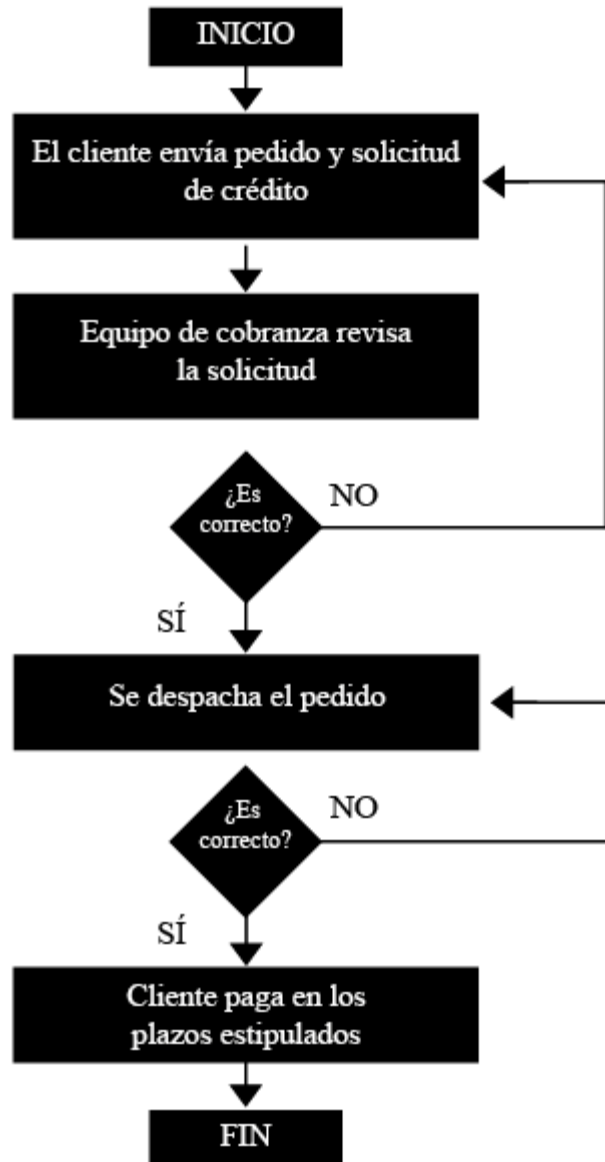 INICIO
El cliente envía pedido y solicitud
de crédito
Equipo de cobranza revisa
la solicitud
¿Es
correcto?
NO
SÍ
Se despacha el pedido
¿Es
correcto?
NO
SÍ
Cliente paga en los
plazos estipulados
FIN